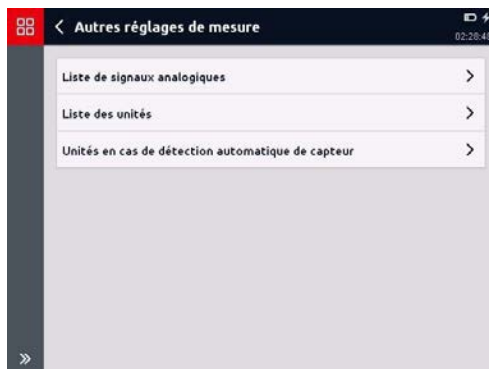 Autres réglages de mesure
02:28:48
Liste de signaux analogiques
Liste des unités
Unités en cas de détection automatique de capteur